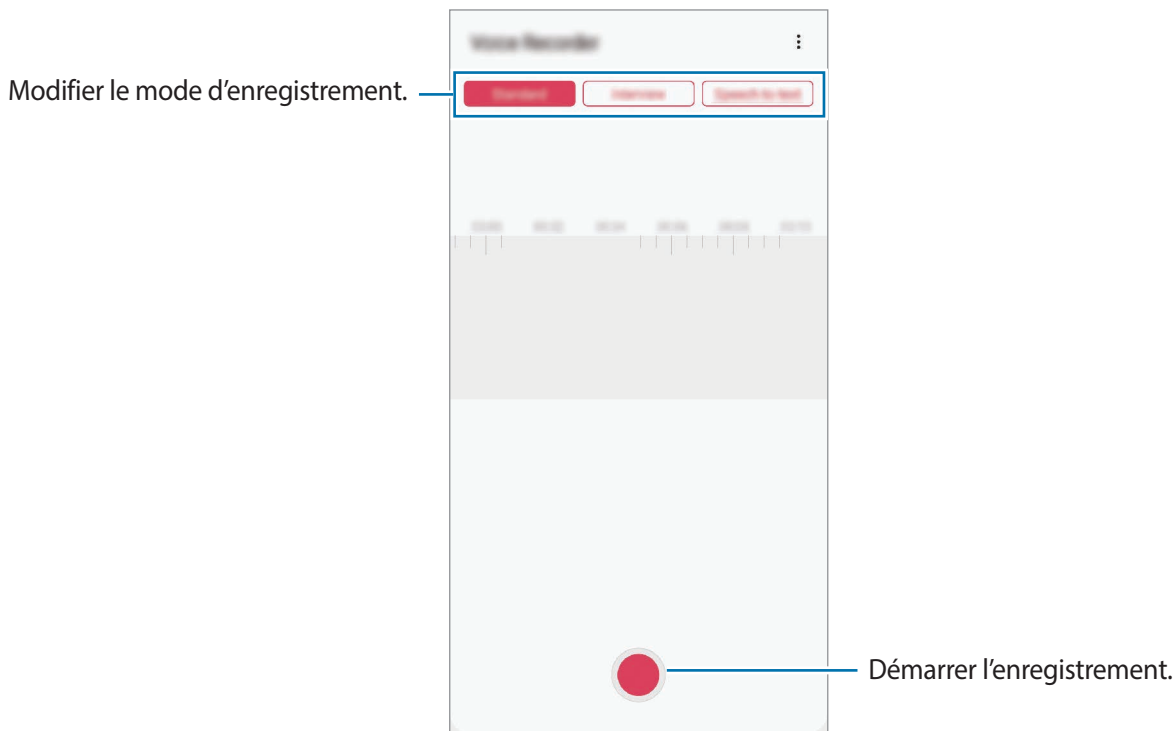 Voice Recorder
Modifier le mode d'enregistrement.
Standard Interview Speech to text
Démarrer l'enregistrement.